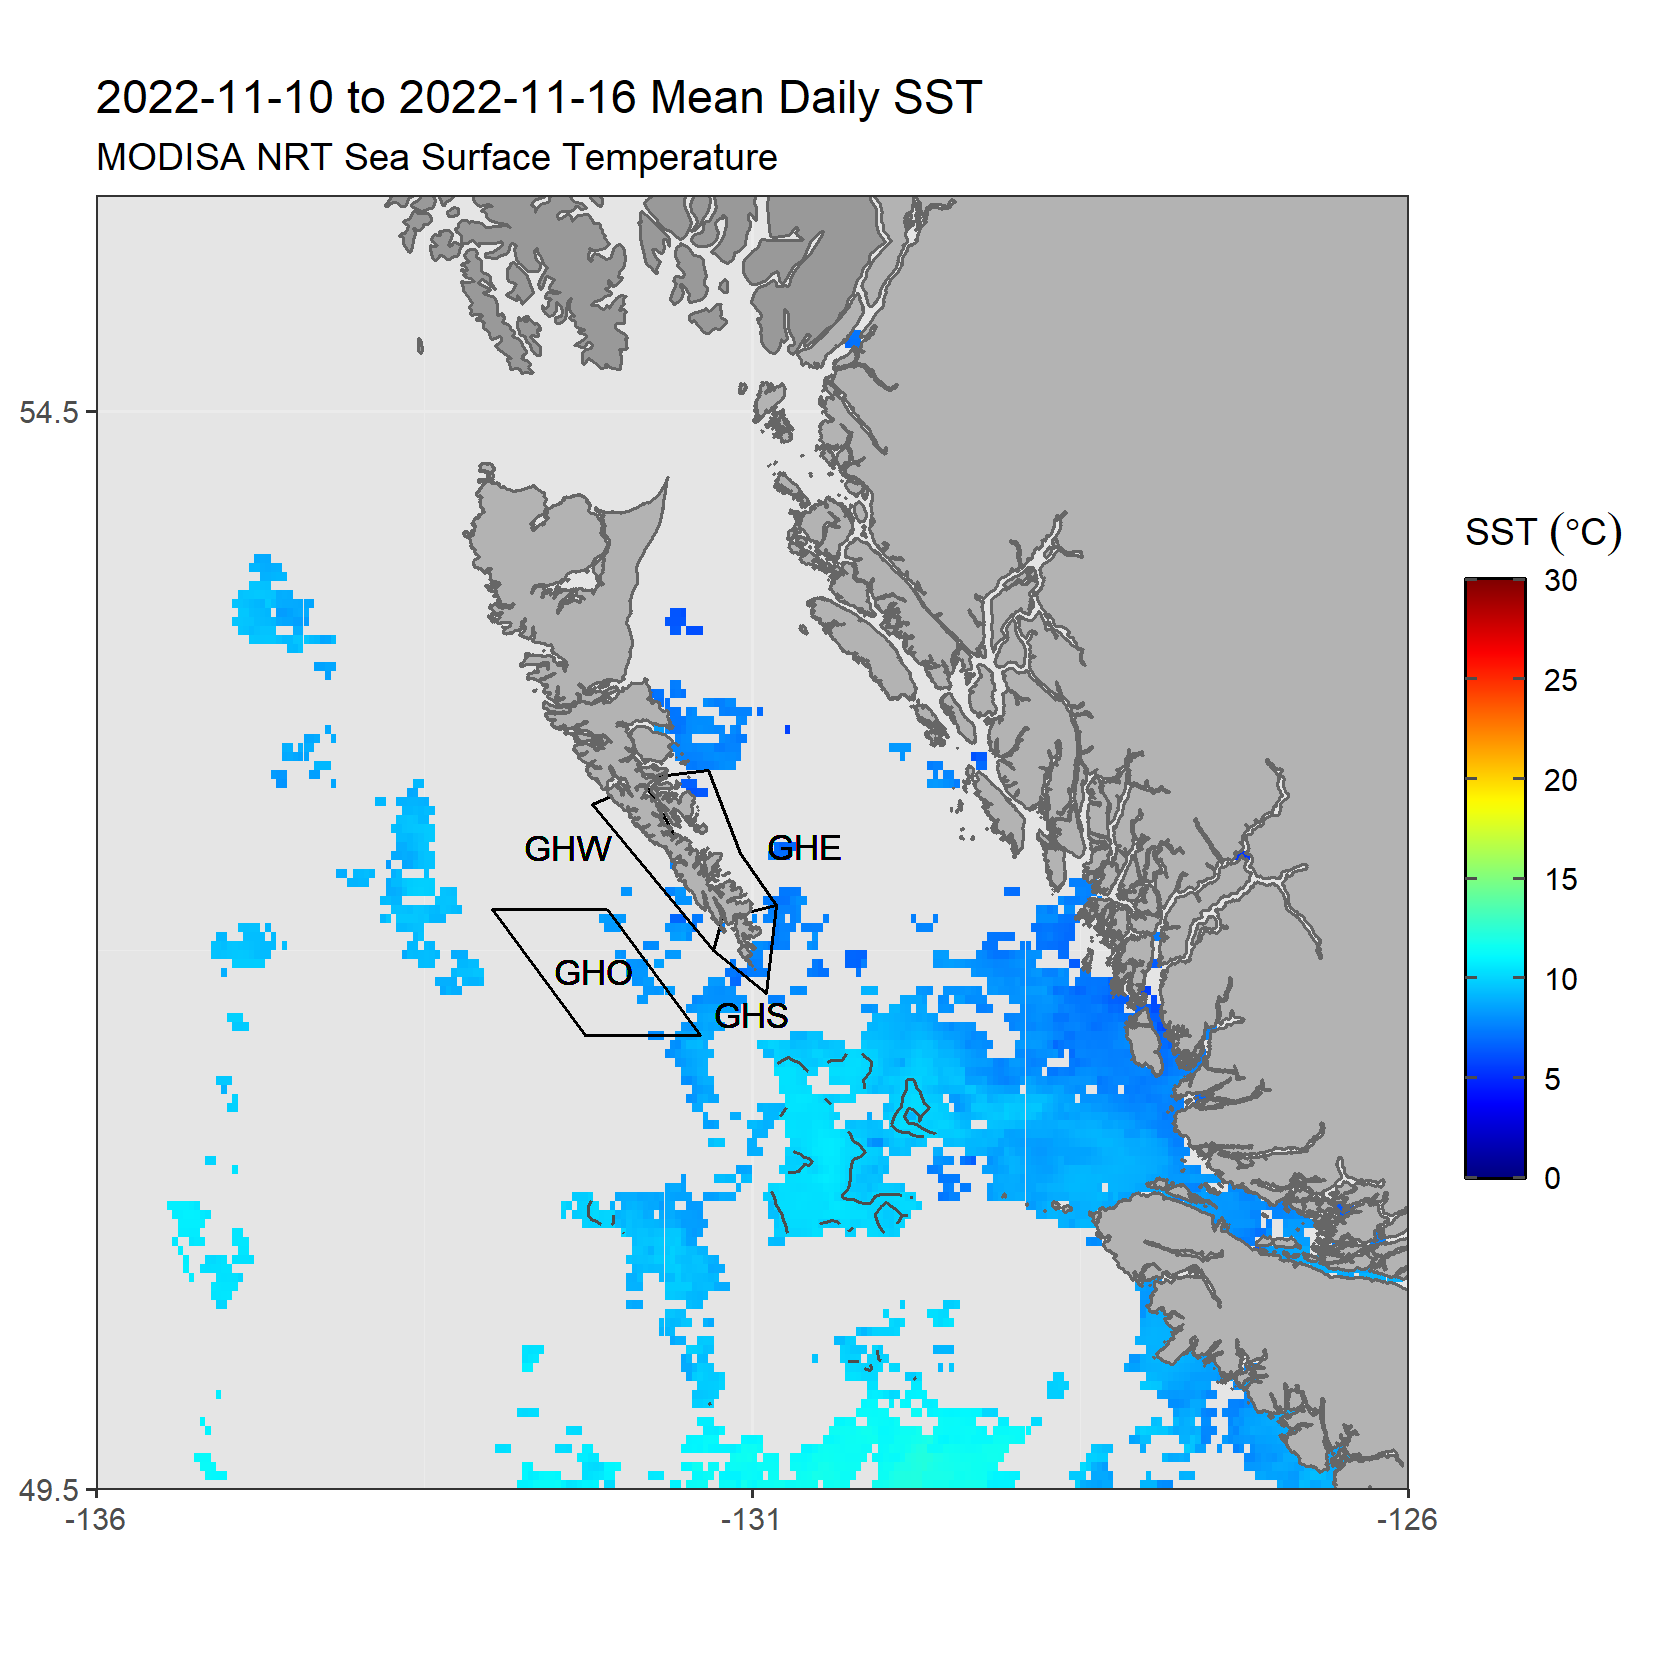 2022-11-10 to 2022-11-16 Mean Daily SST
MODISA NRT Sea Surface Temperature
54.5
49.5
-136
-131
-126
GHW
GHE
GHO
GHS
SST (°C)
30
25
20
15
10
5
0